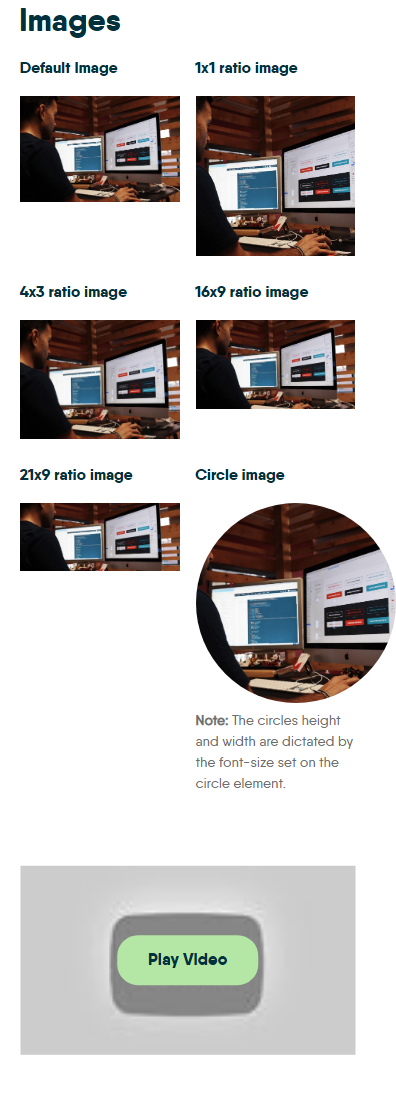 Images
Default Image
1x1 ratio image
4x3 ratio image
16x9 ratio image
21x9 ratio image
Circle image
Note: The circles height
and width are dictated by
the font-size set on the
circle element.
Play Video